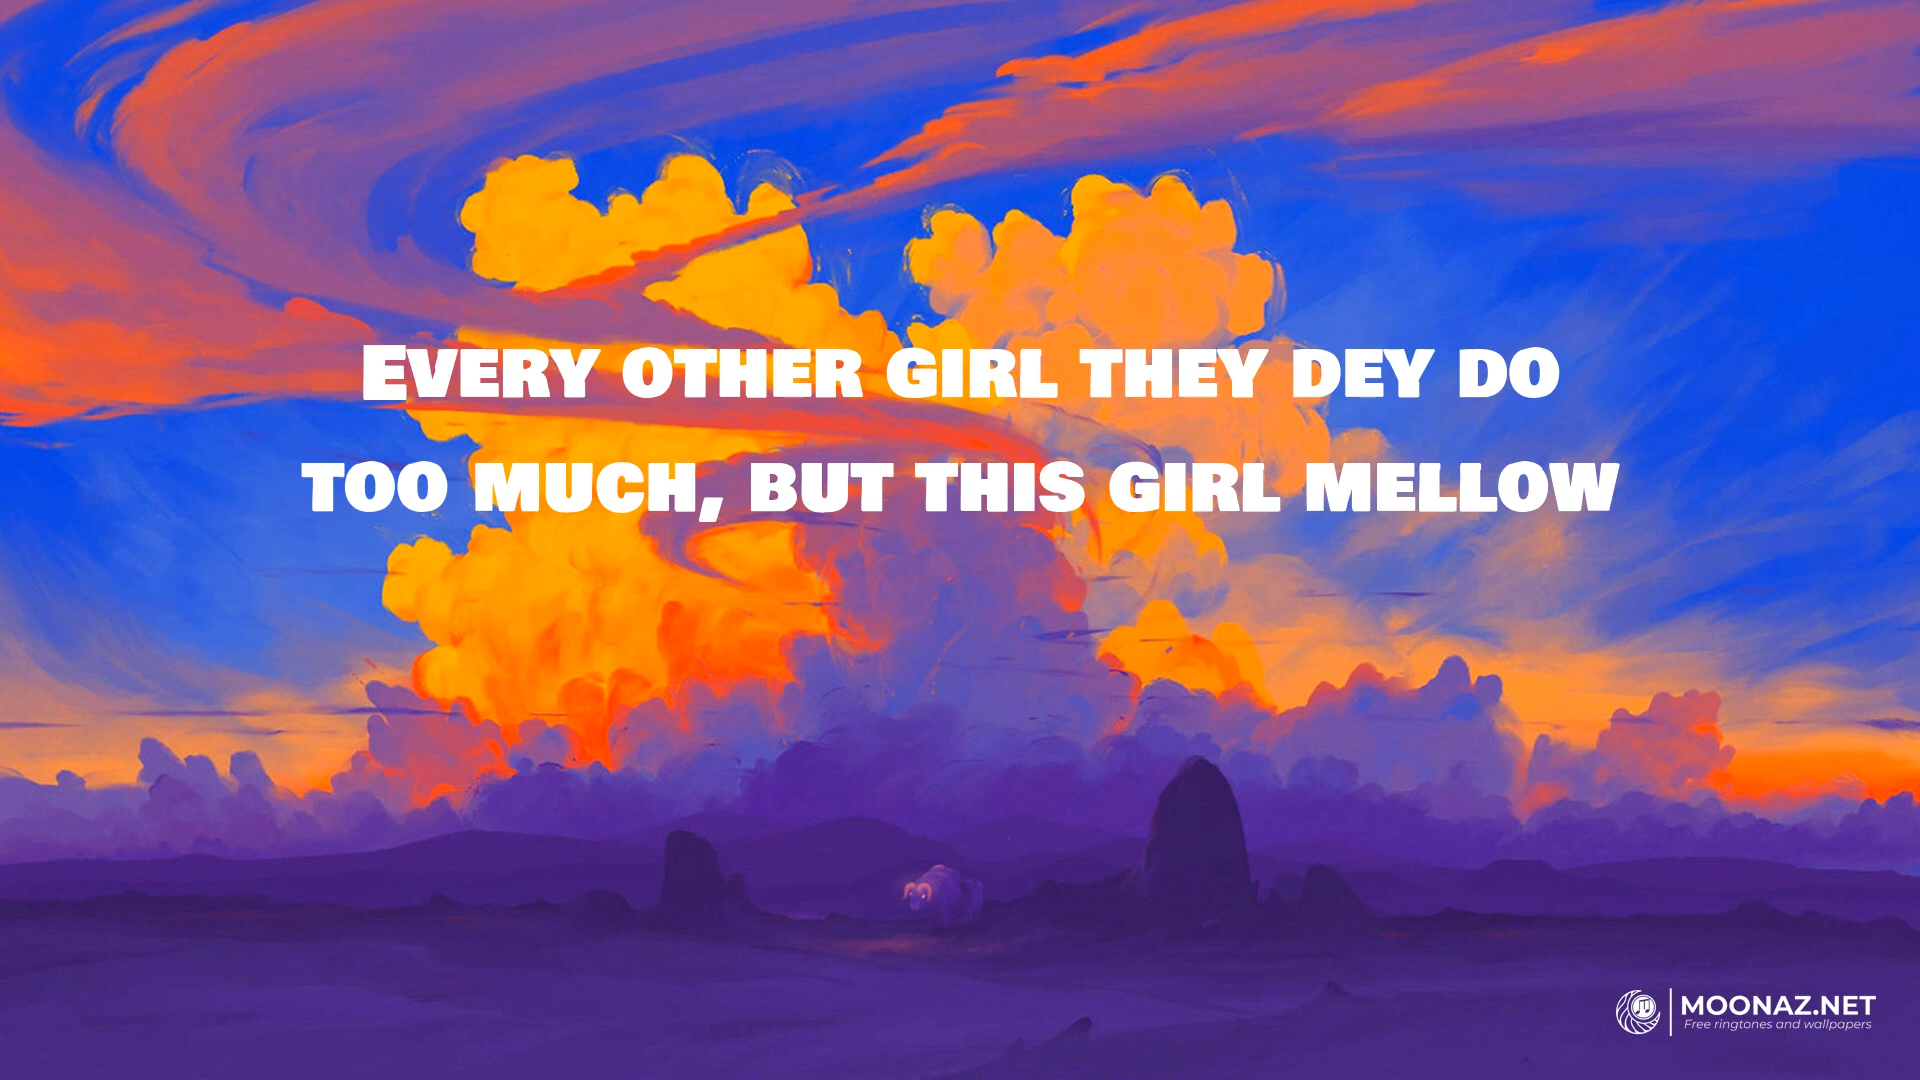 Every other girl they dey do
too much, but this girl mellow
MOONAZ.NET
Free ringtones and wallpapers